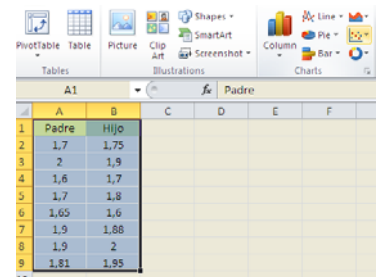 PivotTable Table Picture Clip Art Shapes SmartArt Screenshot Column Line Pie Bar
Tables Illustrations Charts
A1 fx Padre
A B C D E F
1 Padre Hijo
2 1,7 1,75
3 2 1,9
4 1,6 1,7
5 1,7 1,8
6 1,65 1,6
7 1,9 1,88
8 1,9 2
9 1,81 1,95